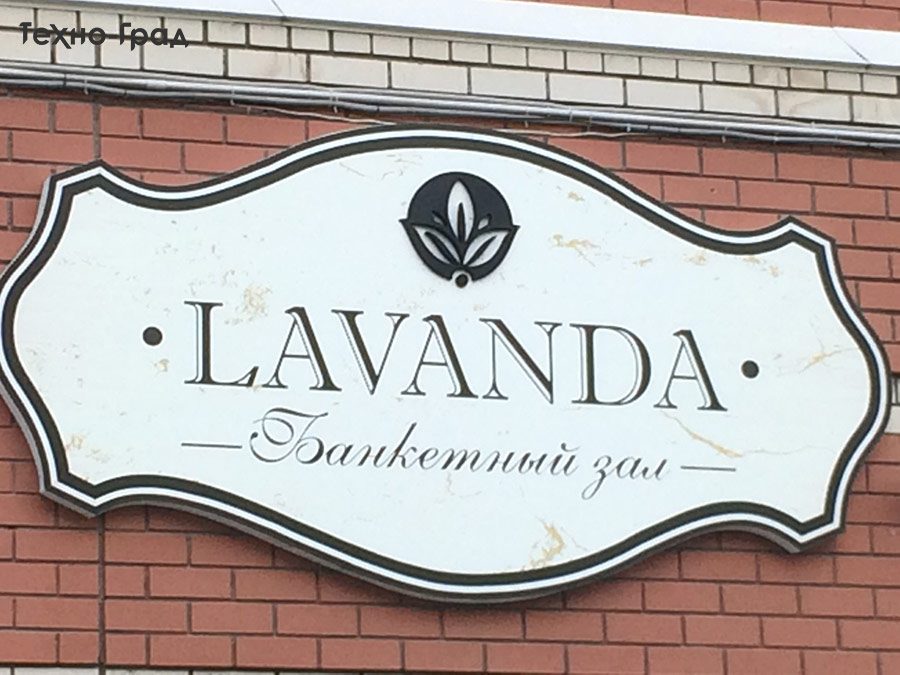 Техно Град
• LAVANDA •
— Банкетный зал —